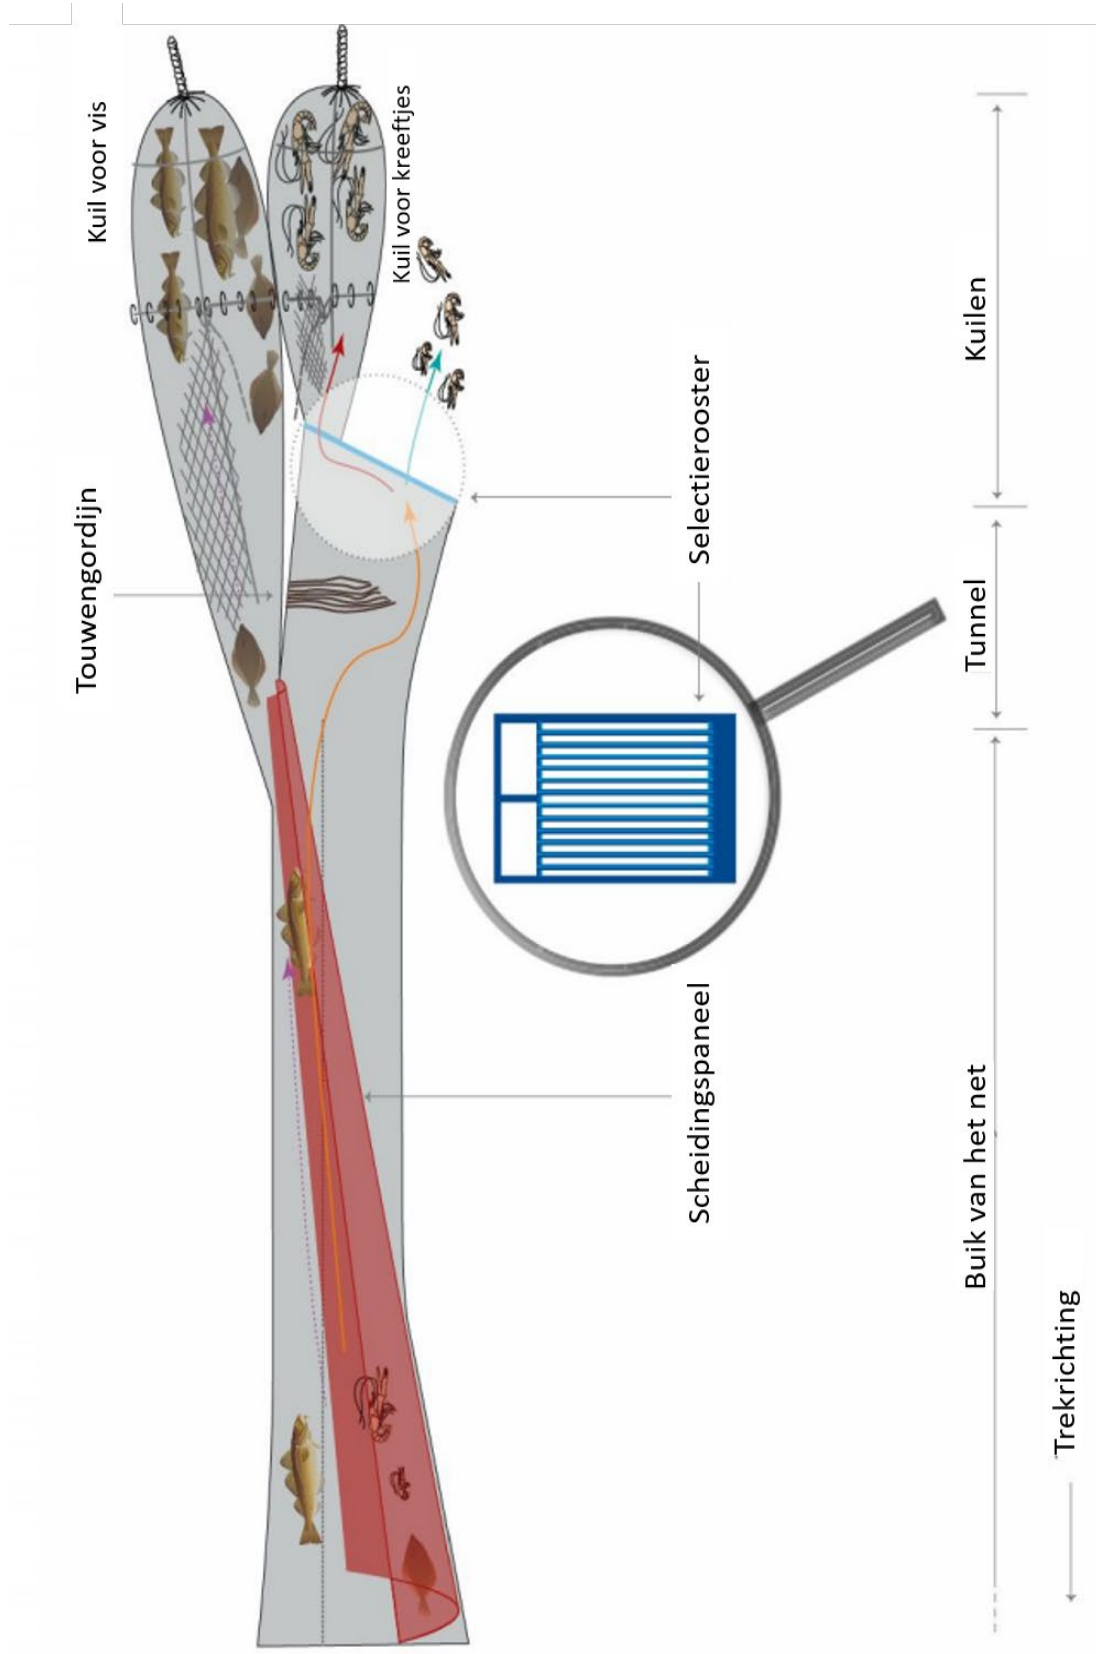 Kuil voor vis
Kuil voor kreeftjes
Touwengordijn
Selectierooster
Scheidingspaneel
Kuilen
Tunnel
Buik van het net
Trekrichting